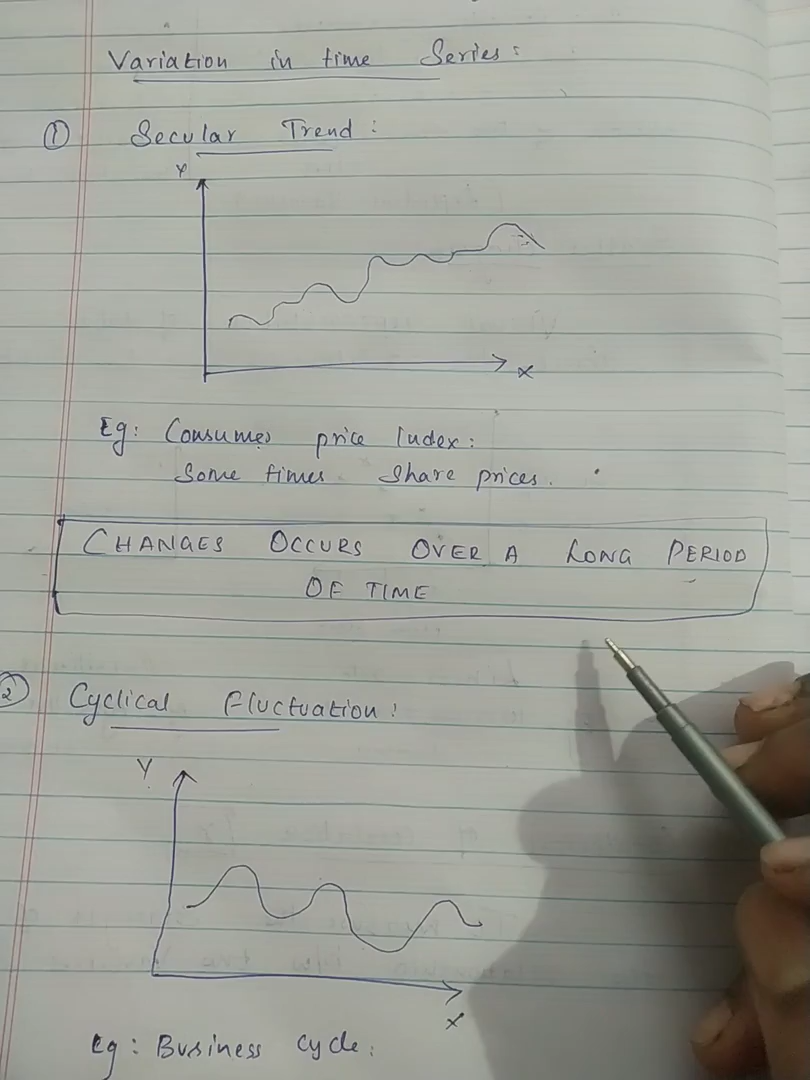 Variation in time Series:
① Secular Trend:
Y
X
Eg: Consumer price Index:
Some times Share prices.
CHANGES OCCURS OVER A LONG PERIOD
OF TIME
② Cyclical Fluctuation:
Y
X
Eg: Business Cycle: